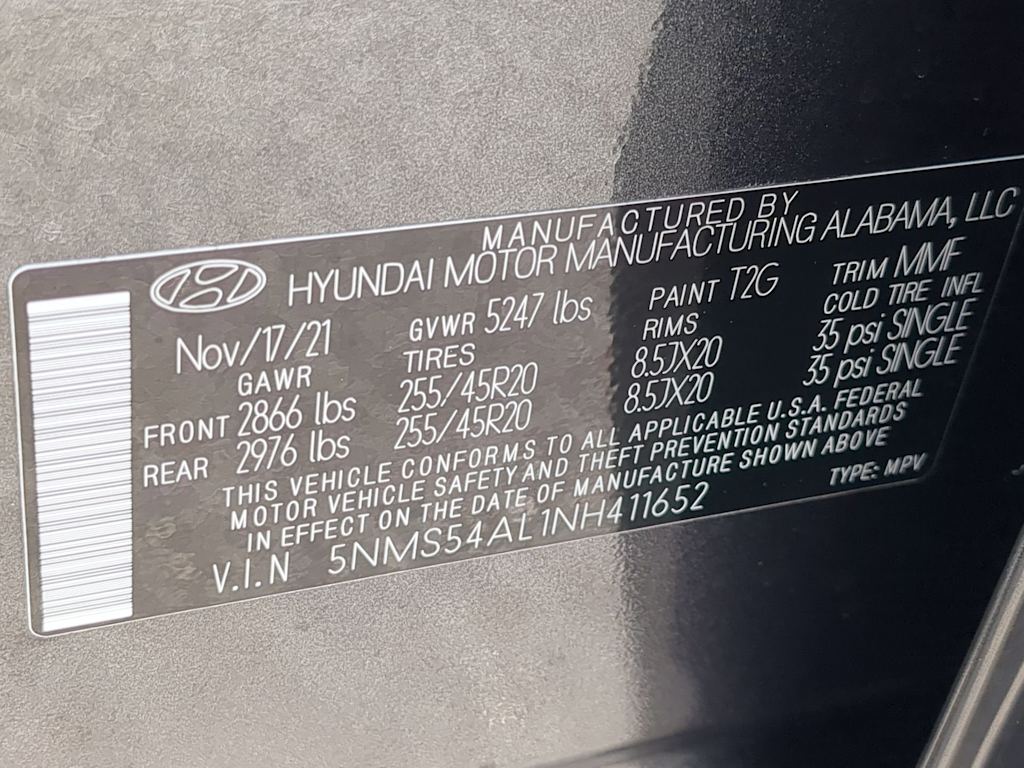 MANUFACTURED BY
HYUNDAI MOTOR MANUFACTURING ALABAMA, LLC
Nov/17/21 GVWR 5247 lbs PAINT T2G TRIM MMF
GAWR TIRES RIMS COLD TIRE INFL
FRONT 2866 lbs 255/45R20 8.5JX20 35 psi SINGLE
REAR 2976 lbs 255/45R20 8.5JX20 35 psi SINGLE
THIS VEHICLE CONFORMS TO ALL APPLICABLE U.S.A. FEDERAL
MOTOR VEHICLE SAFETY AND THEFT PREVENTION STANDARDS
IN EFFECT ON THE DATE OF MANUFACTURE SHOWN ABOVE
V.I.N 5NMS54AL1NH411652 TYPE: MPV